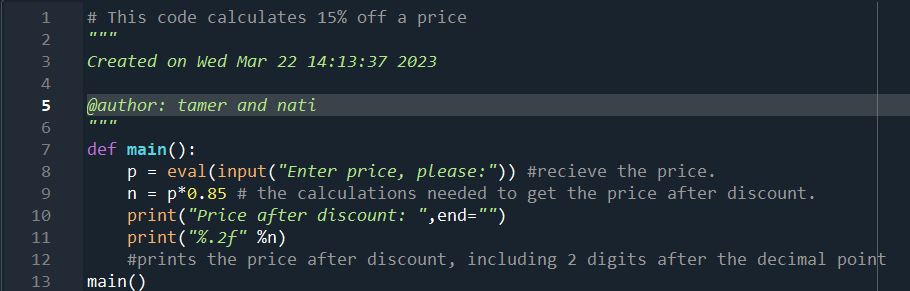 1 # This code calculates 15% off a price
2 """
3 Created on Wed Mar 22 14:13:37 2023
4
5 @author: tamer and nati
6 """
7 def main():
8 p = eval(input("Enter price, please:")) #recieve the price.
9 n = p*0.85 # the calculations needed to get the price after discount.
10 print("Price after discount: ",end="")
11 print("%.2f" %n)
12 #prints the price after discount, including 2 digits after the decimal point
13 main()